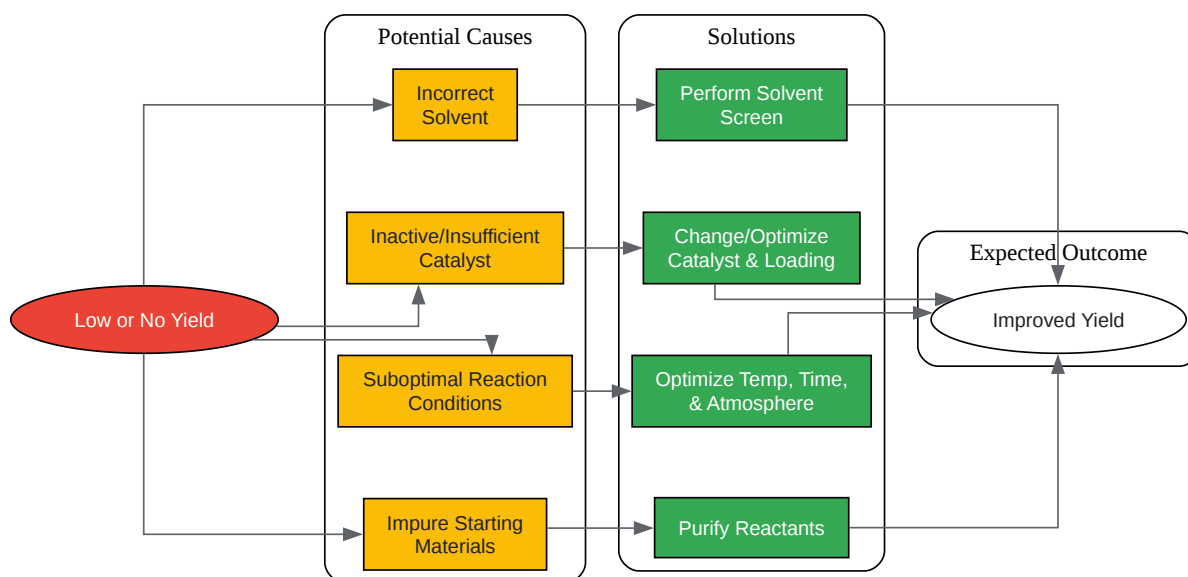 Potential Causes
Solutions
Incorrect
Solvent
Perform Solvent
Screen
Inactive/Insufficient
Catalyst
Change/Optimize
Catalyst & Loading
Expected Outcome
Low or No Yield
Improved Yield
Suboptimal Reaction
Conditions
Optimize Temp, Time,
& Atmosphere
Impure Starting
Materials
Purify Reactants